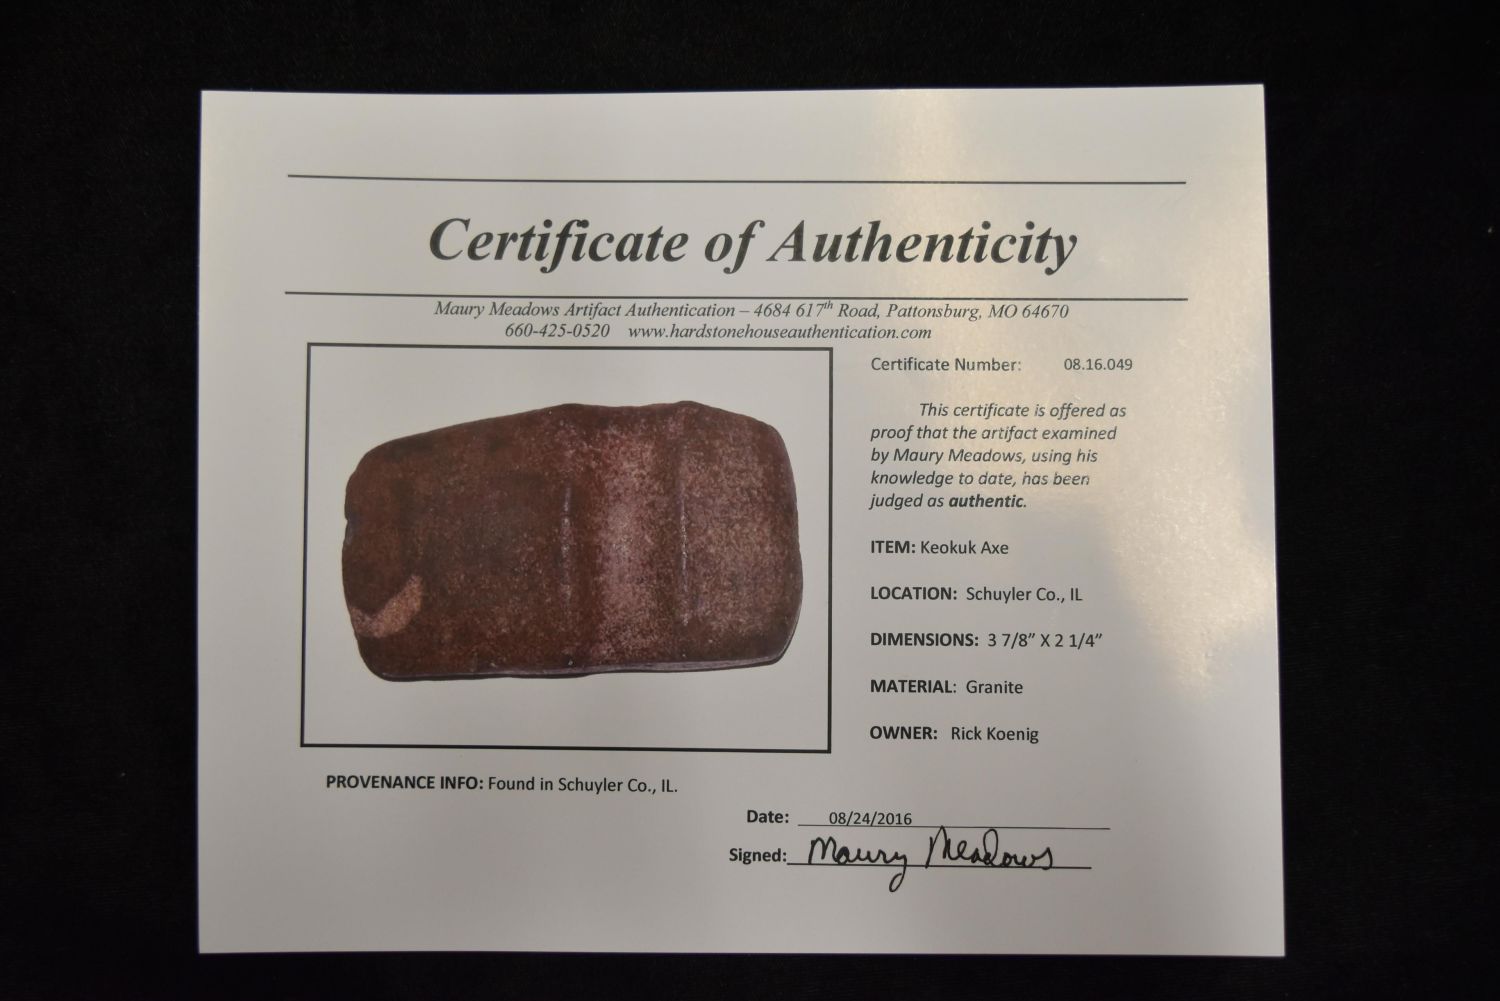 Certificate of Authenticity
Maury Meadows Artifact Authentication – 4684 617th Road, Pattonsburg, MO 64670
660-425-0520 www.hardstonehouseauthentication.com
Certificate Number: 08.16.049
This certificate is offered as
proof that the artifact examined
by Maury Meadows, using his
knowledge to date, has been
judged as authentic.
ITEM: Keokuk Axe
LOCATION: Schuyler Co., IL
DIMENSIONS: 3 7/8” X 2 1/4”
MATERIAL: Granite
OWNER: Rick Koenig
PROVENANCE INFO: Found in Schuyler Co., IL.
Date: 08/24/2016
Signed: Maury Meadows